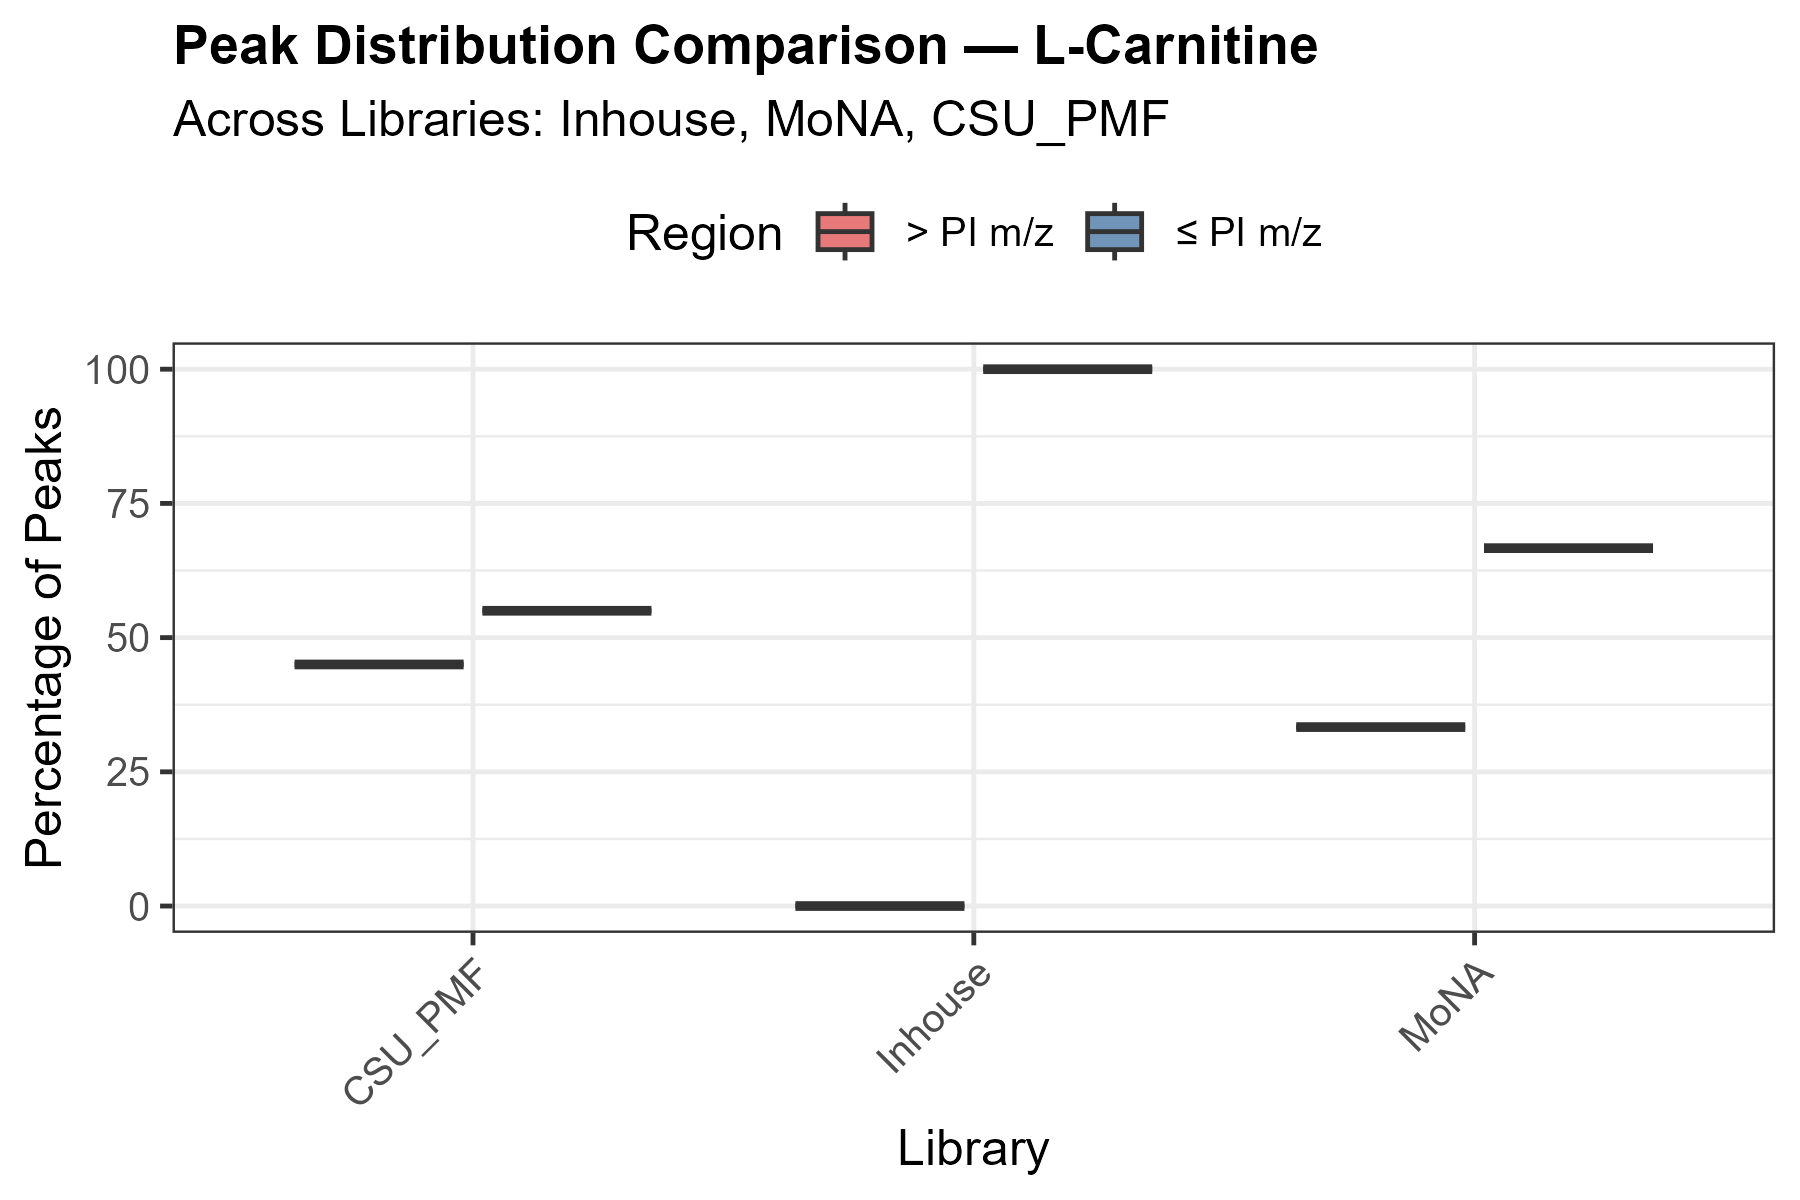 Peak Distribution Comparison — L-Carnitine
Across Libraries: Inhouse, MoNA, CSU_PMF
Region > PI m/z ≤ PI m/z
Percentage of Peaks
100
75
50
25
0
CSU_PMF Inhouse MoNA
Library